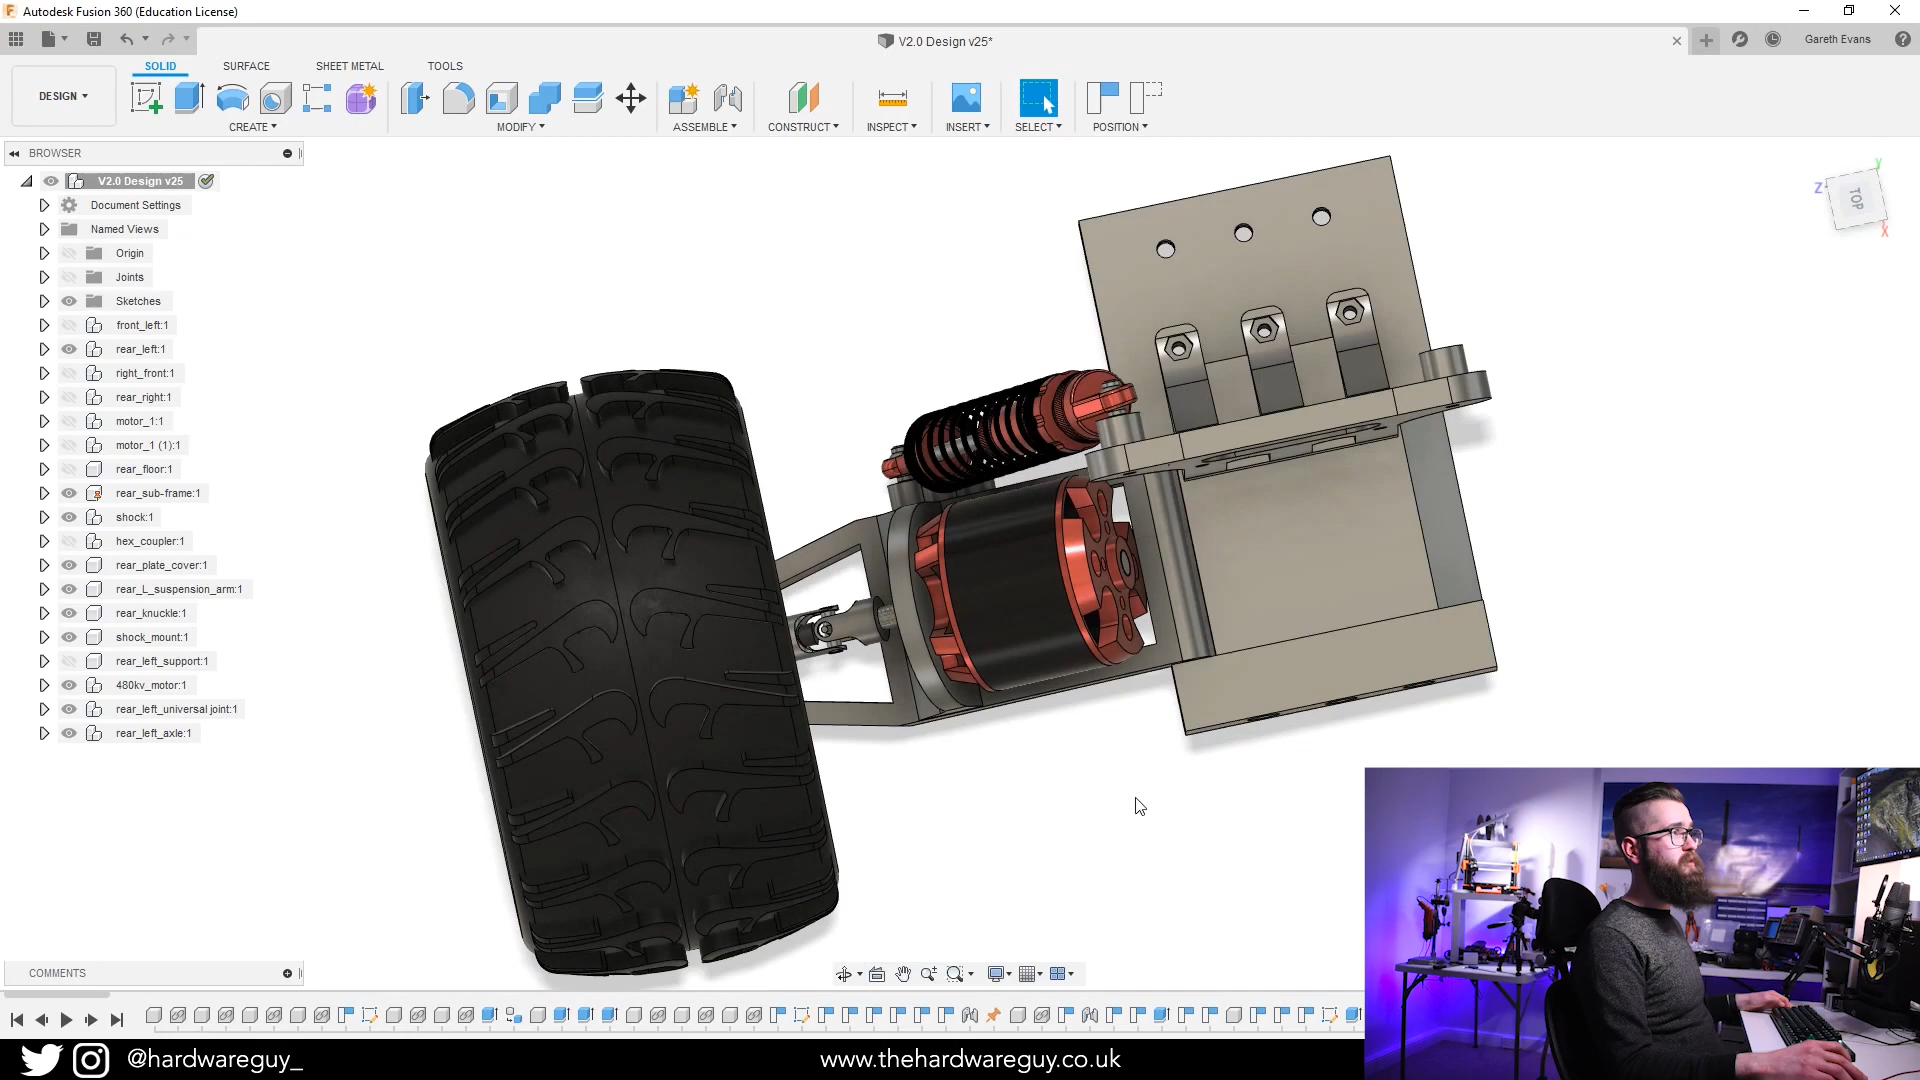 Autodesk Fusion 360 (Education License)
V2.0 Design v25*
Gareth Evans
SOLID
SURFACE
SHEET METAL
TOOLS
DESIGN
CREATE
MODIFY
ASSEMBLE
CONSTRUCT
INSPECT
INSERT
SELECT
POSITION
BROWSER
V2.0 Design v25
Document Settings
Named Views
Origin
Joints
Sketches
front_left:1
rear_left:1
right_front:1
rear_right:1
motor_1:1
motor_1 (1):1
rear_floor:1
rear_sub-frame:1
shock:1
hex_coupler:1
rear_plate_cover:1
rear_L_suspension_arm:1
rear_knuckle:1
shock_mount:1
rear_left_support:1
480kv_motor:1
rear_left_universal joint:1
rear_left_axle:1
Y
Z
TOP
X
COMMENTS
@hardwareguy_
www.thehardwareguy.co.uk